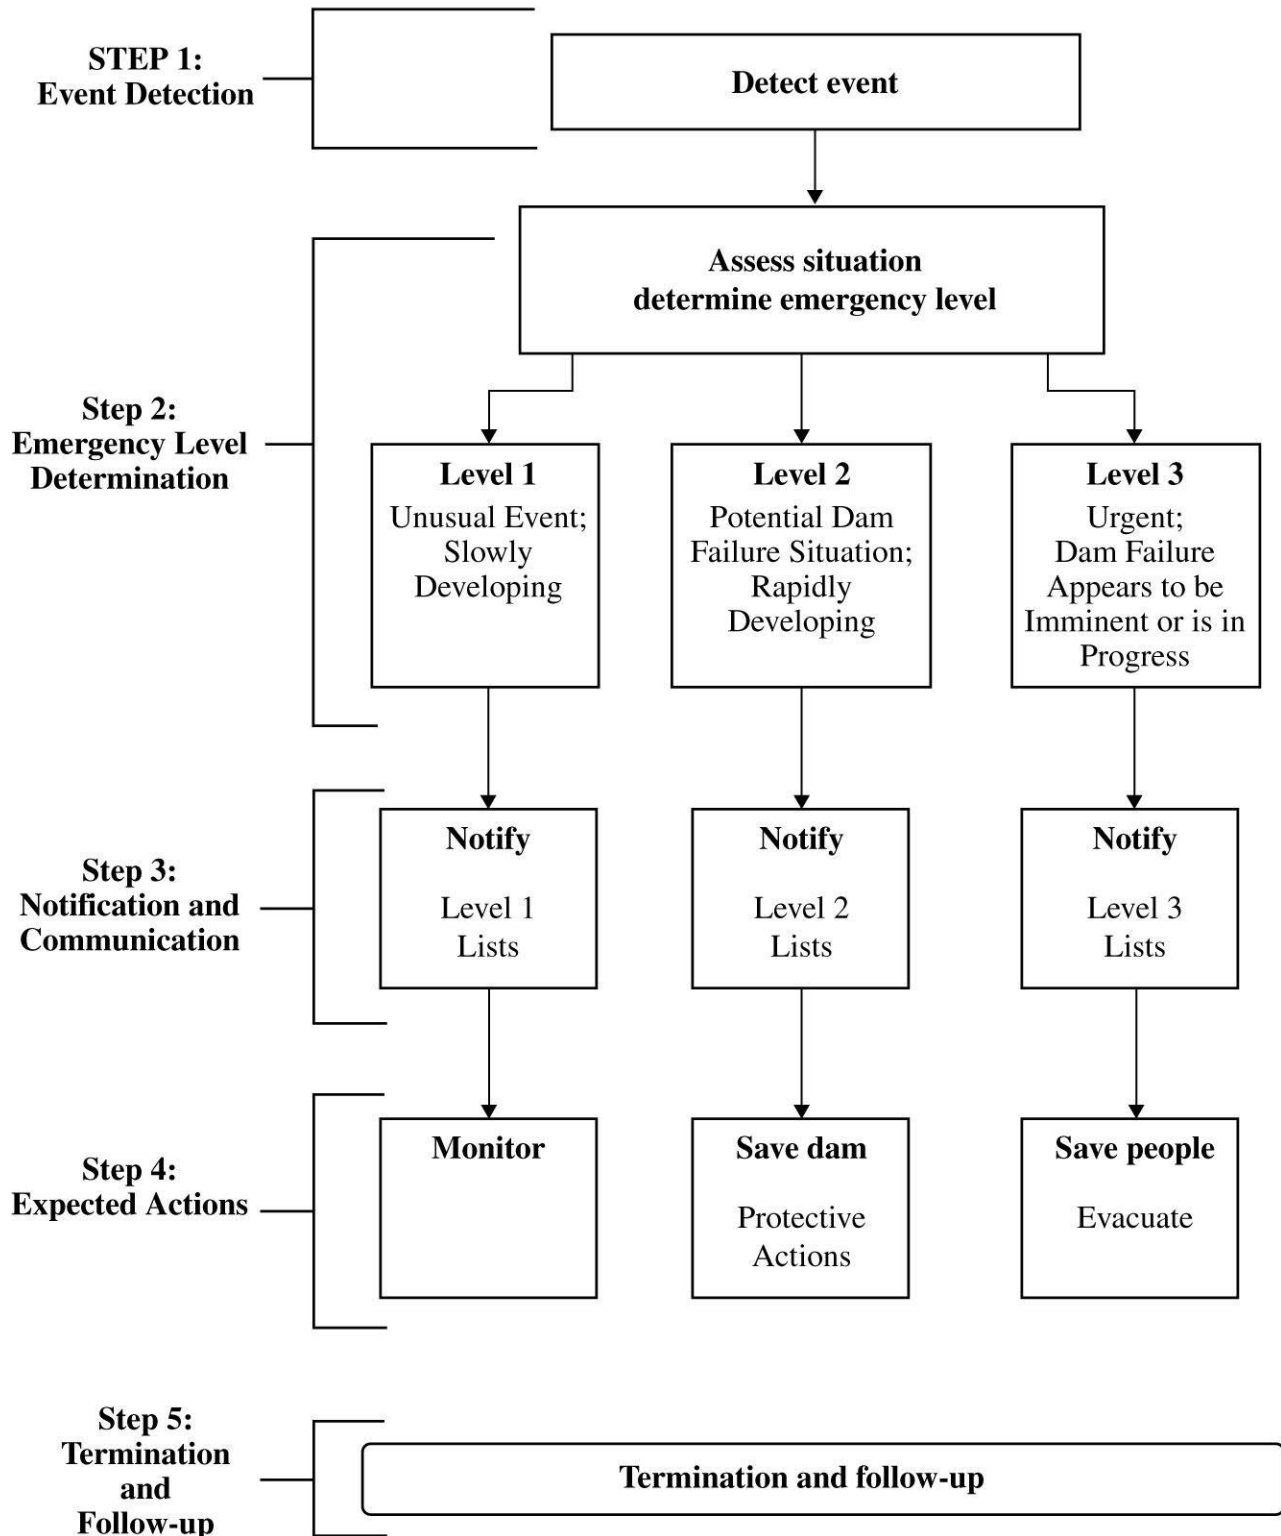 STEP 1:
Event Detection
Detect event
Assess situation
determine emergency level
Step 2:
Emergency Level
Determination
Level 1
Unusual Event;
Slowly
Developing
Level 2
Potential Dam
Failure Situation;
Rapidly
Developing
Level 3
Urgent;
Dam Failure
Appears to be
Imminent or is in
Progress
Step 3:
Notification and
Communication
Notify
Level 1
Lists
Notify
Level 2
Lists
Notify
Level 3
Lists
Step 4:
Expected Actions
Monitor
Save dam
Protective
Actions
Save people
Evacuate
Step 5:
Termination
and
Follow-up
Termination and follow-up